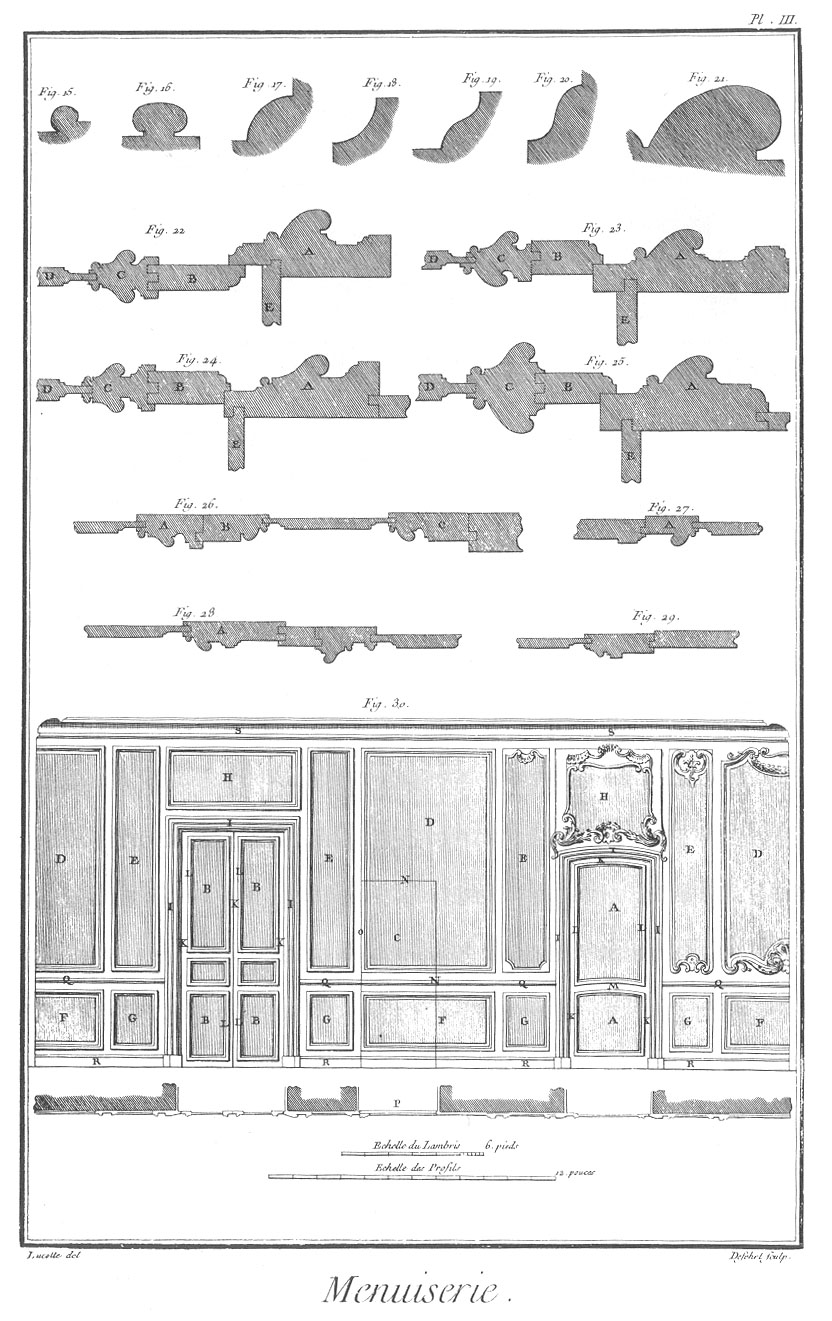 Pl . III.
Fig. 15. Fig. 16. Fig. 17. Fig. 18. Fig. 19. Fig. 20. Fig. 21.
Fig. 22 Fig. 23.
D C B A E D C B A E
Fig. 24. Fig. 25.
D C B A E D C B A E
Fig. 26. Fig. 27.
A B C A
Fig. 28 Fig. 29.
A
Fig. 30.
S S
H H
I D I
K
D E L B L B E E E D
K A
I I N L L
K K O C I I
Q N M Q
Q Q
F G B L L B G F G K A K G F
R R R R
P
Echelle du Lambris 6. pieds
Echelle des Profils 12. pouces
Lucotte del Sculp.
Menuiserie .